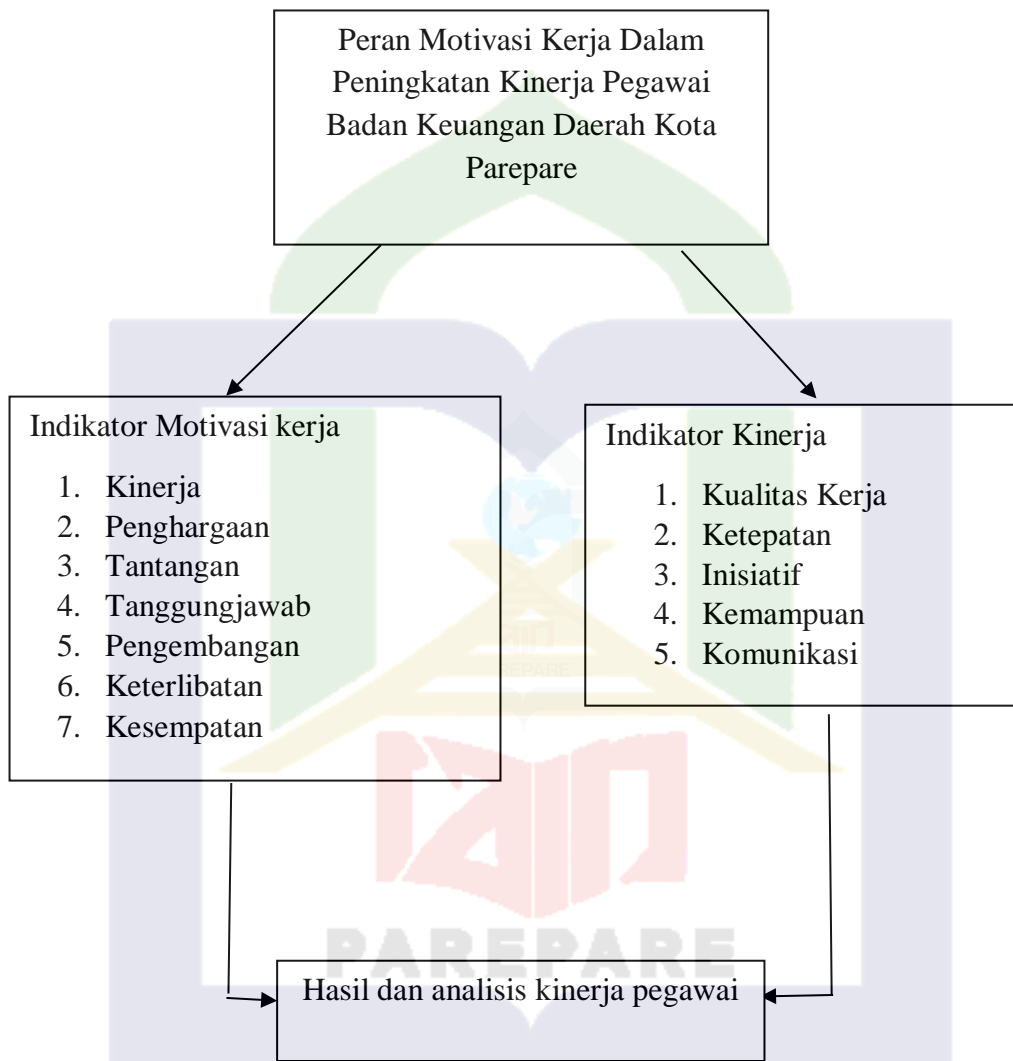 Peran Motivasi Kerja Dalam
Peningkatan Kinerja Pegawai
Badan Keuangan Daerah Kota
Parepare
Indikator Motivasi kerja
1. Kinerja
2. Penghargaan
3. Tantangan
4. Tanggungjawab
5. Pengembangan
6. Keterlibatan
7. Kesempatan
Indikator Kinerja
1. Kualitas Kerja
2. Ketepatan
3. Inisiatif
4. Kemampuan
5. Komunikasi
PAREPARE
Hasil dan analisis kinerja pegawai